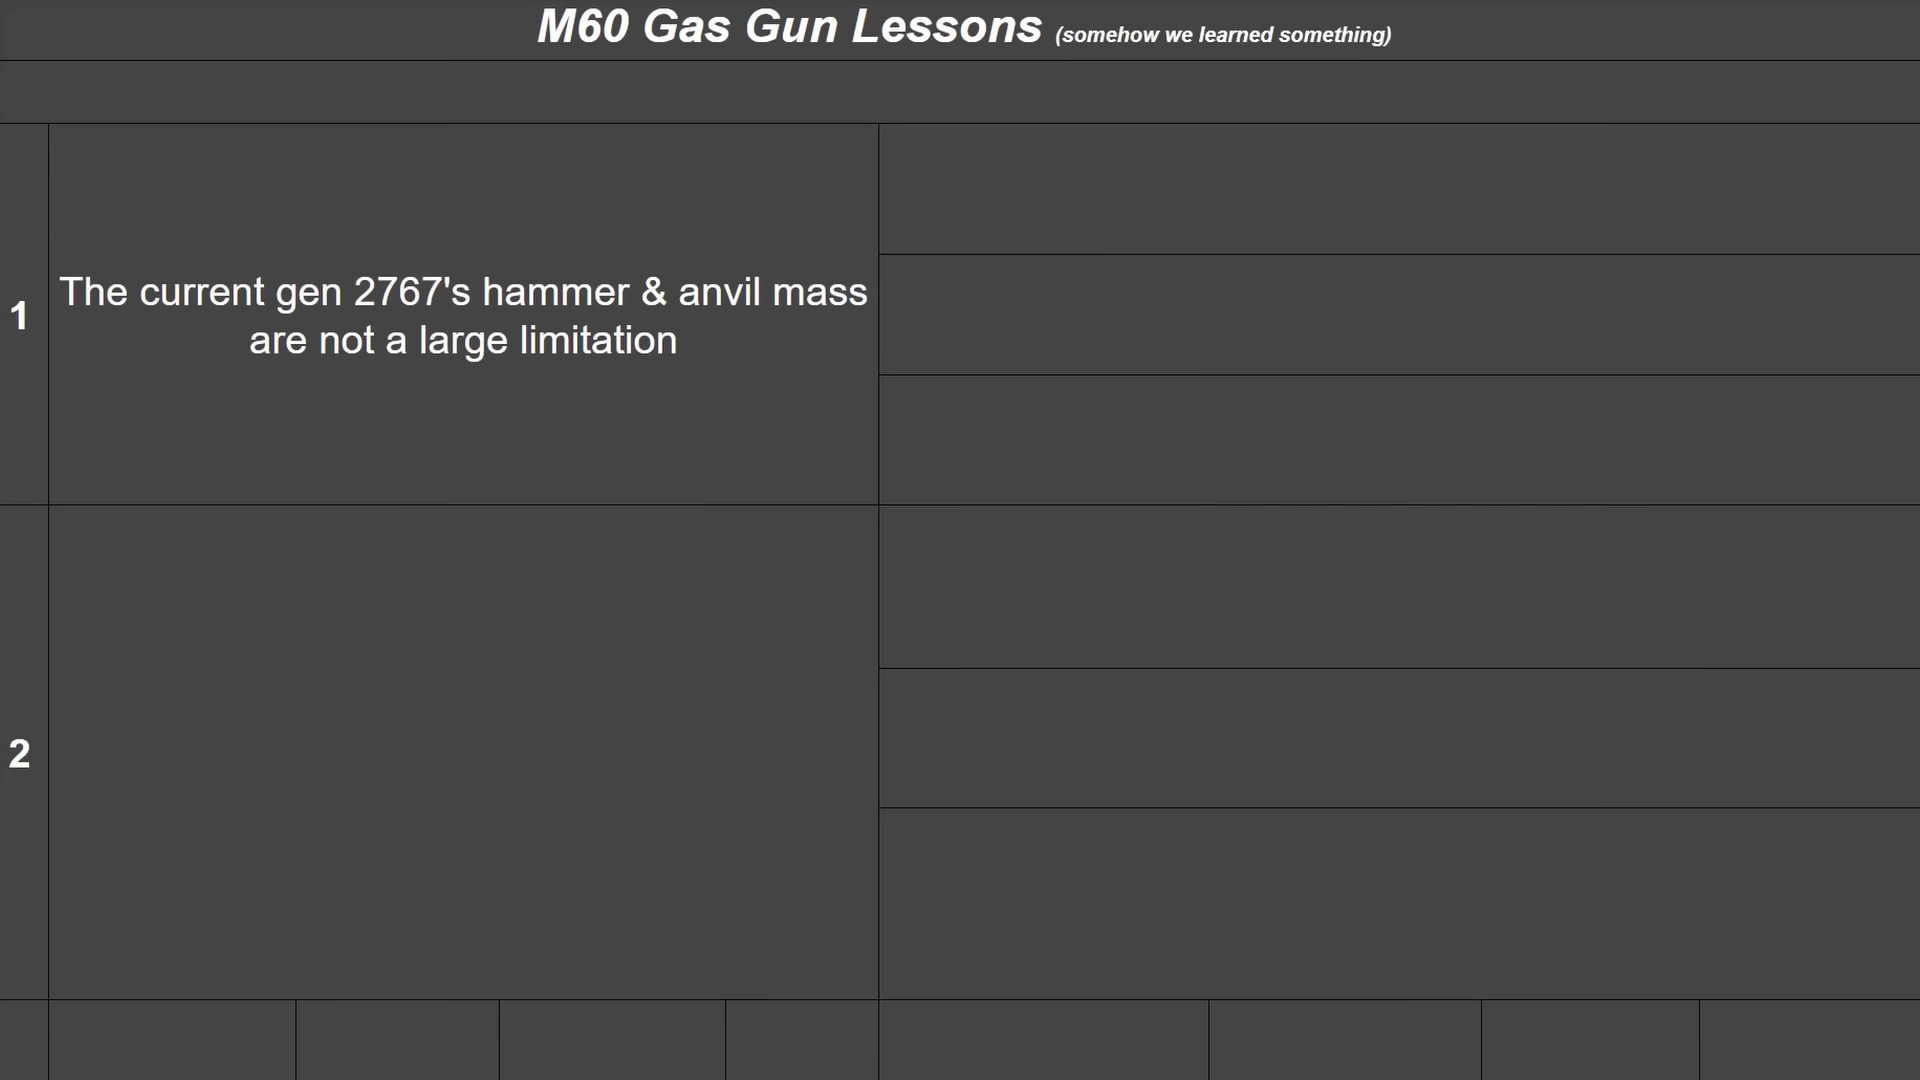 M60 Gas Gun Lessons (somehow we learned something)
1
The current gen 2767's hammer & anvil mass
are not a large limitation
2